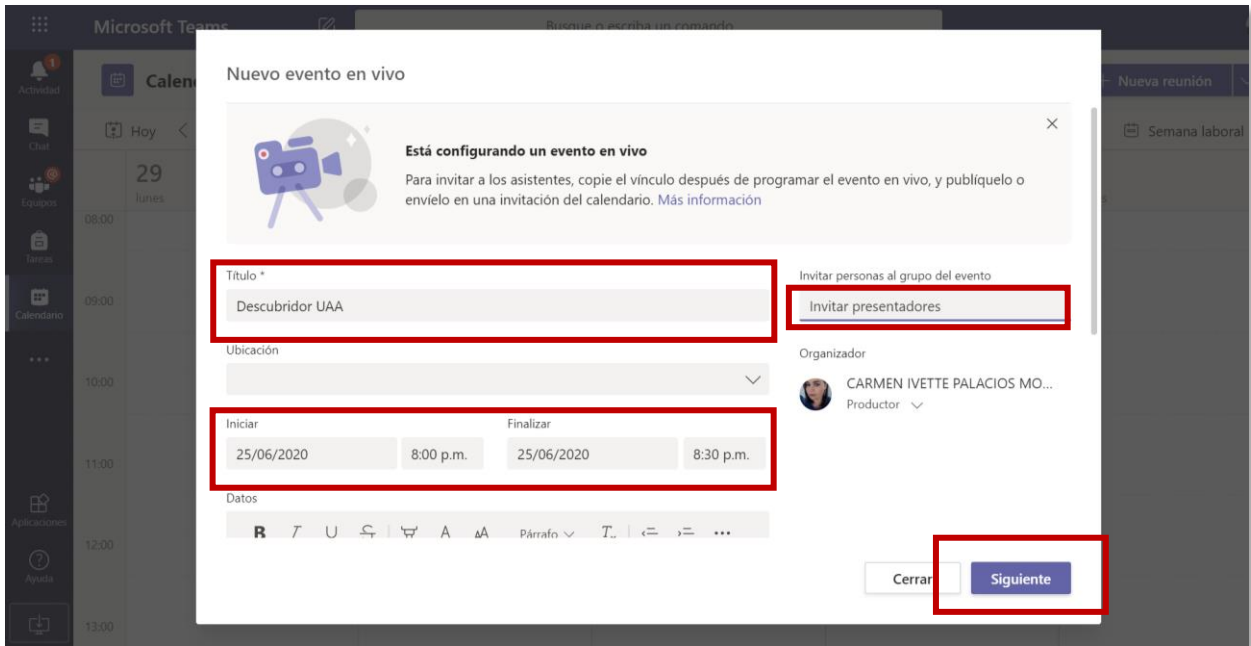 Microsoft Teams
Busque o escriba un comando
Actividad
1
Chat
Equipos
Tareas
Calendario
Aplicaciones
Ayuda
Calen
Nueva reunión
Hoy
Semana laboral
29
lunes
08:00
09:00
10:00
11:00
12:00
13:00
Nuevo evento en vivo
Está configurando un evento en vivo
Para invitar a los asistentes, copie el vínculo después de programar el evento en vivo, y publíquelo o
envíelo en una invitación del calendario. Más información
Título *
Descubridor UAA
Ubicación
Iniciar
Finalizar
25/06/2020
8:00 p.m.
25/06/2020
8:30 p.m.
Datos
B I U S A AA Párrafo T
Invitar personas al grupo del evento
Invitar presentadores
Organizador
CARMEN IVETTE PALACIOS MO...
Productor
Cerrar
Siguiente